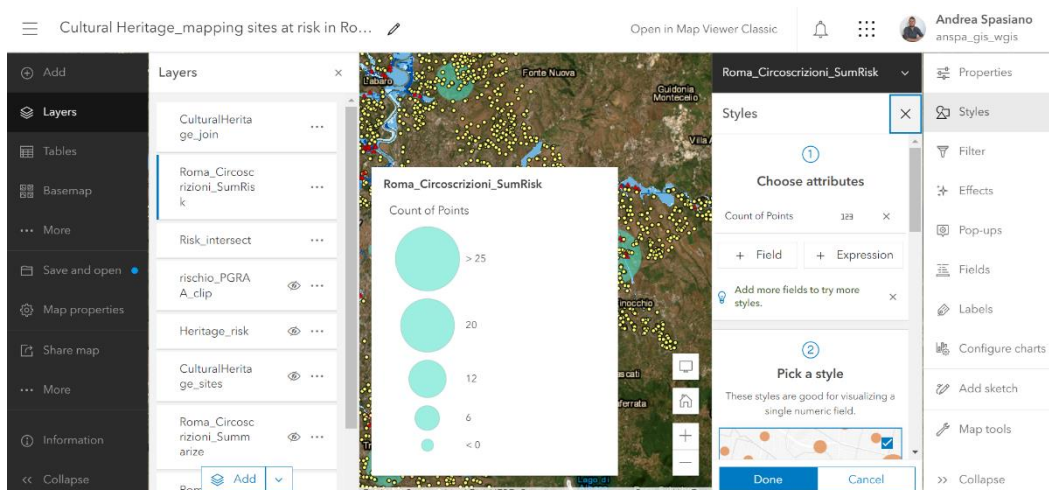 Cultural Heritage_mapping sites at risk in Ro...
Open in Map Viewer Classic
Andrea Spasiano
anspa_gis_wgis
Add
Layers
Tables
Basemap
More
Save and open
Map properties
Share map
More
Information
Collapse
Layers
CulturalHerita
ge_join
Roma_Circosc
rizioni_SumRis
k
Risk_intersect
rischio_PGRA
A_clip
Heritage_risk
CulturalHerita
ge_sites
Roma_Circosc
rizioni_Summ
arize
Add
Labaro
Fonte Nuova
Guidonia
Montecelio
Roma_Circoscrizioni_SumRisk
Count of Points
> 25
20
12
6
< 0
Roma_Circoscrizioni_SumRisk
Styles
1
Choose attributes
Count of Points
123
+ Field
+ Expression
Add more fields to try more
styles.
2
Pick a style
These styles are good for visualizing a
single numeric field.
Done
Cancel
Properties
Styles
Filter
Effects
Pop-ups
Fields
Labels
Configure charts
Add sketch
Map tools
Collapse